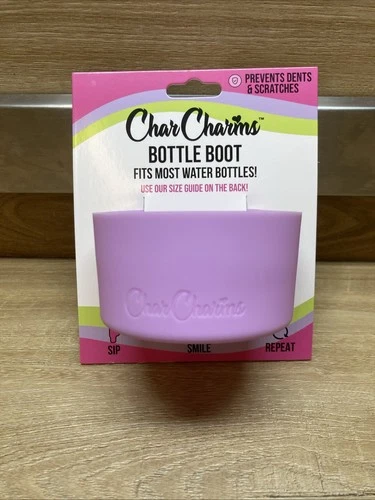 PREVENTS DENTS
& SCRATCHES
CharCharms™
BOTTLE BOOT
FITS MOST WATER BOTTLES!
USE OUR SIZE GUIDE ON THE BACK!
CharCharms
SIP SMILE REPEAT